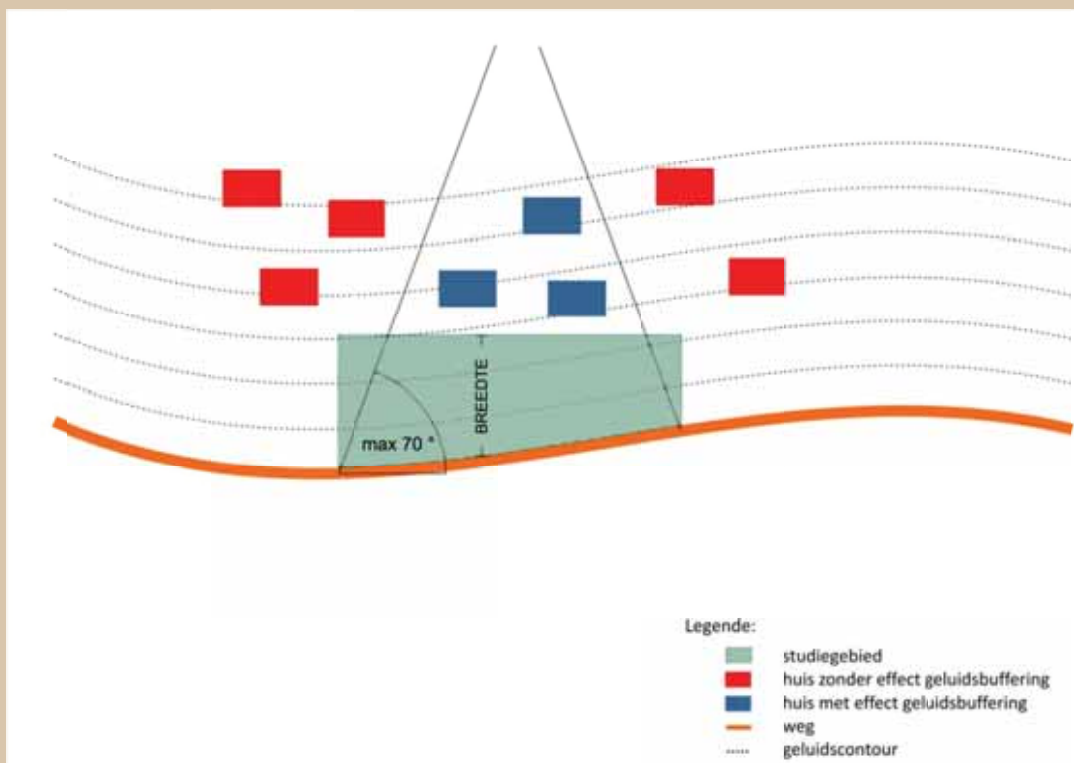 BREEDTE
max 70 °
Legende:
studiegebied
huis zonder effect geluidsbuffering
huis met effect geluidsbuffering
weg
geluidscontour